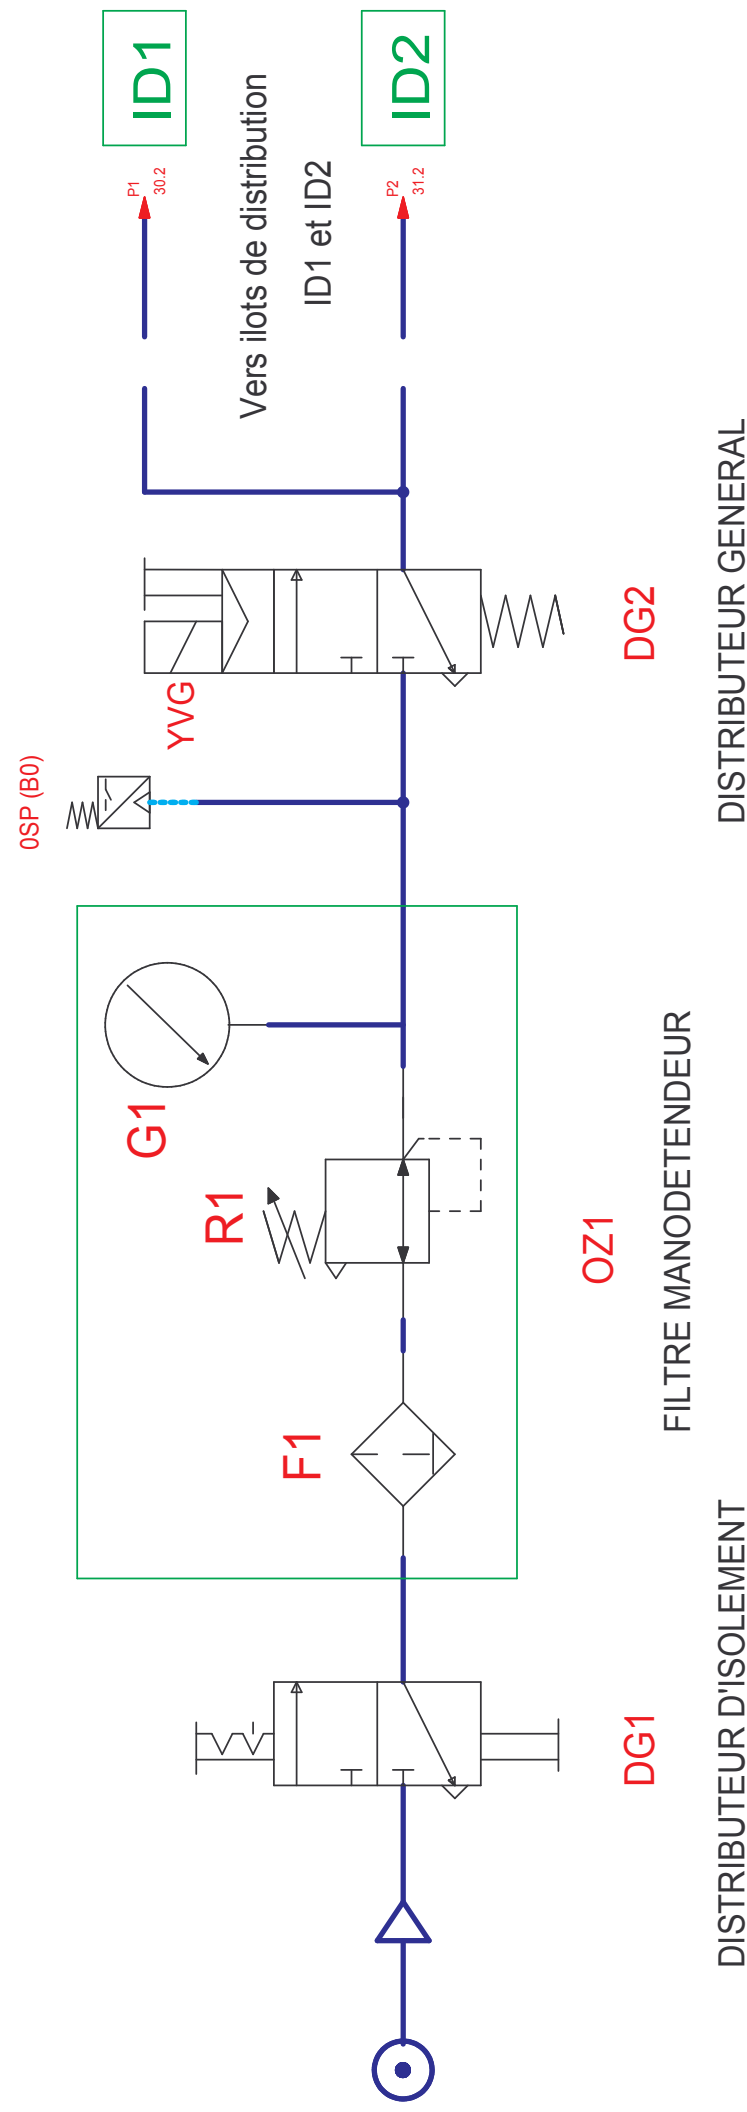 ID1
ID2
P1
30.2
P2
31.2
Vers ilots de distribution
ID1 et ID2
YVG
DG2
DISTRIBUTEUR GENERAL
0SP (B0)
G1
R1
F1
OZ1
FILTRE MANODETENDEUR
DG1
DISTRIBUTEUR D'ISOLEMENT